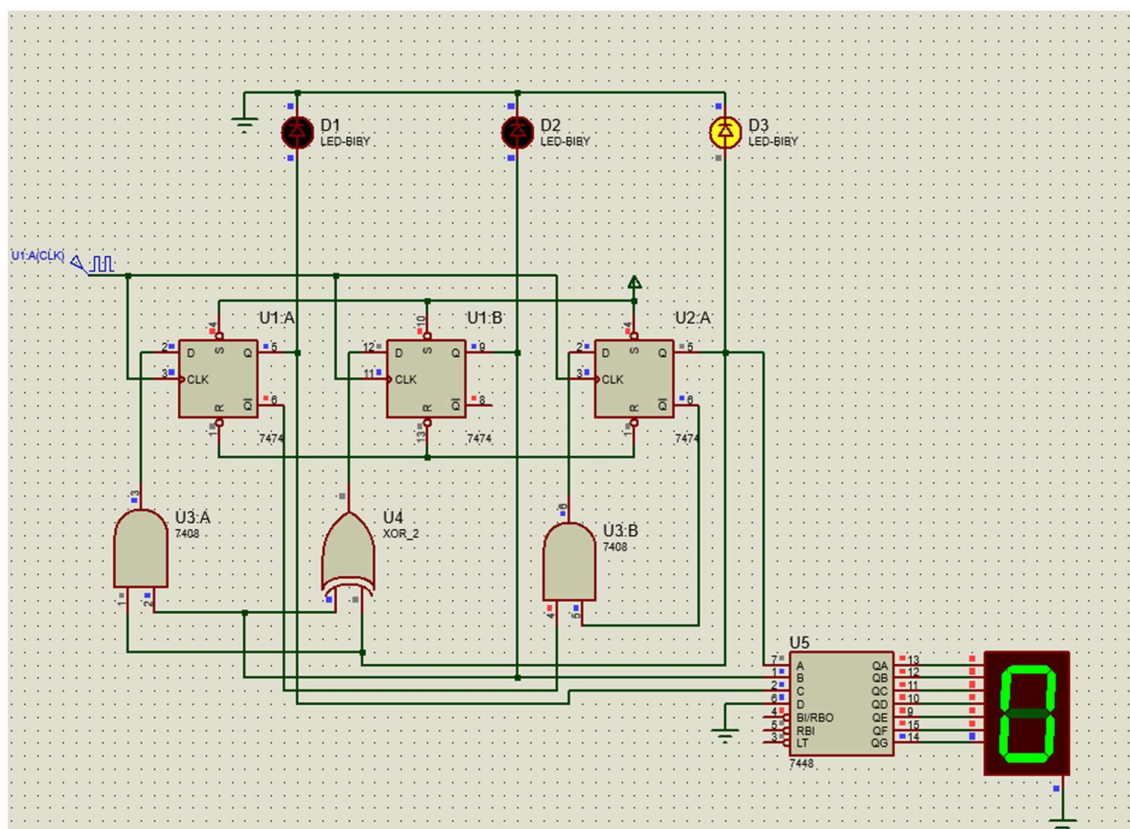 D1
LED-BIBY
D2
LED-BIBY
D3
LED-BIBY
U1:A(CLK)
U1:A
U1:B
U2:A
4
10
4
2 D S Q 5
12 D S Q 9
2 D S Q 5
3 CLK
11 CLK
3 CLK
R Q 6
R Q 8
R Q 6
1
13
1
7474
7474
7474
3
U3:A
7408
1
2
U4
XOR_2
6
U3:B
7408
4
5
U5
7 A QA 13
1 B QB 12
2 C QC 11
6 D QD 10
4 BI/RBO QE 9
5 RBI QF 15
3 LT QG 14
7448
0